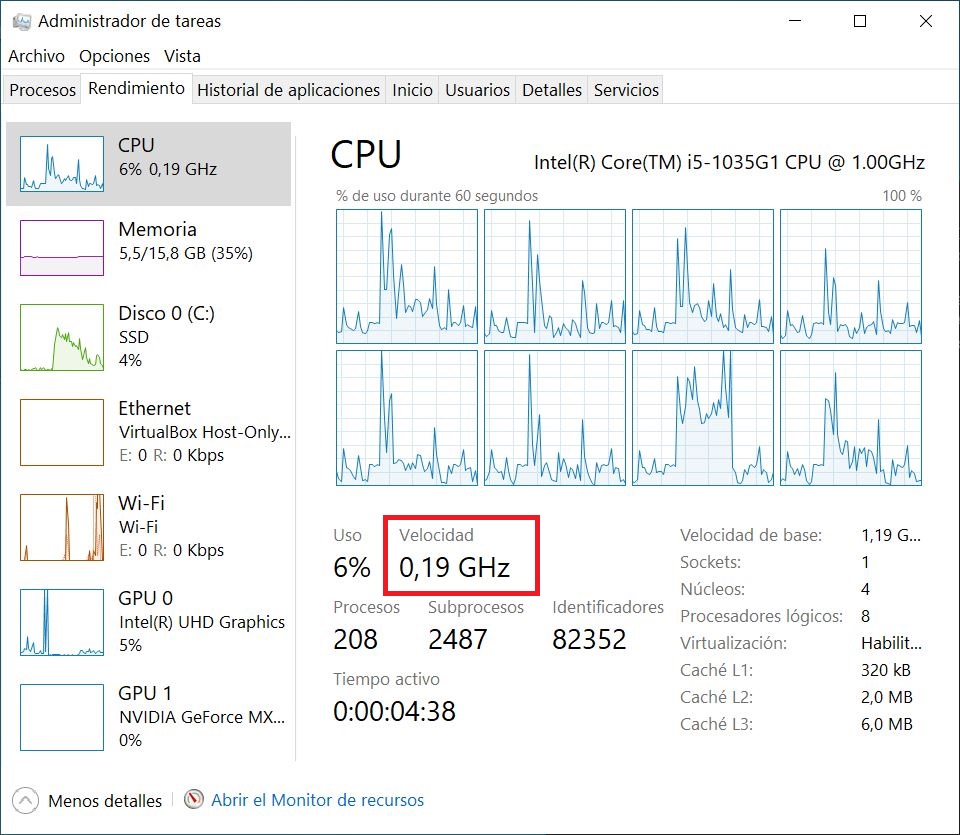 Administrador de tareas
Archivo Opciones Vista
Procesos Rendimiento Historial de aplicaciones Inicio Usuarios Detalles Servicios
CPU
6% 0,19 GHz
Memoria
5,5/15,8 GB (35%)
Disco 0 (C:)
SSD
4%
Ethernet
VirtualBox Host-Only...
E: 0 R: 0 Kbps
Wi-Fi
Wi-Fi
E: 0 R: 0 Kbps
GPU 0
Intel(R) UHD Graphics
5%
GPU 1
NVIDIA GeForce MX...
0%
CPU
Intel(R) Core(TM) i5-1035G1 CPU @ 1.00GHz
% de uso durante 60 segundos 100 %
Uso Velocidad
6% 0,19 GHz
Procesos Subprocesos Identificadores
208 2487 82352
Tiempo activo
0:00:04:38
Velocidad de base: 1,19 G...
Sockets: 1
Núcleos: 4
Procesadores lógicos: 8
Virtualización: Habilit...
Caché L1: 320 kB
Caché L2: 2,0 MB
Caché L3: 6,0 MB
Menos detalles Abrir el Monitor de recursos